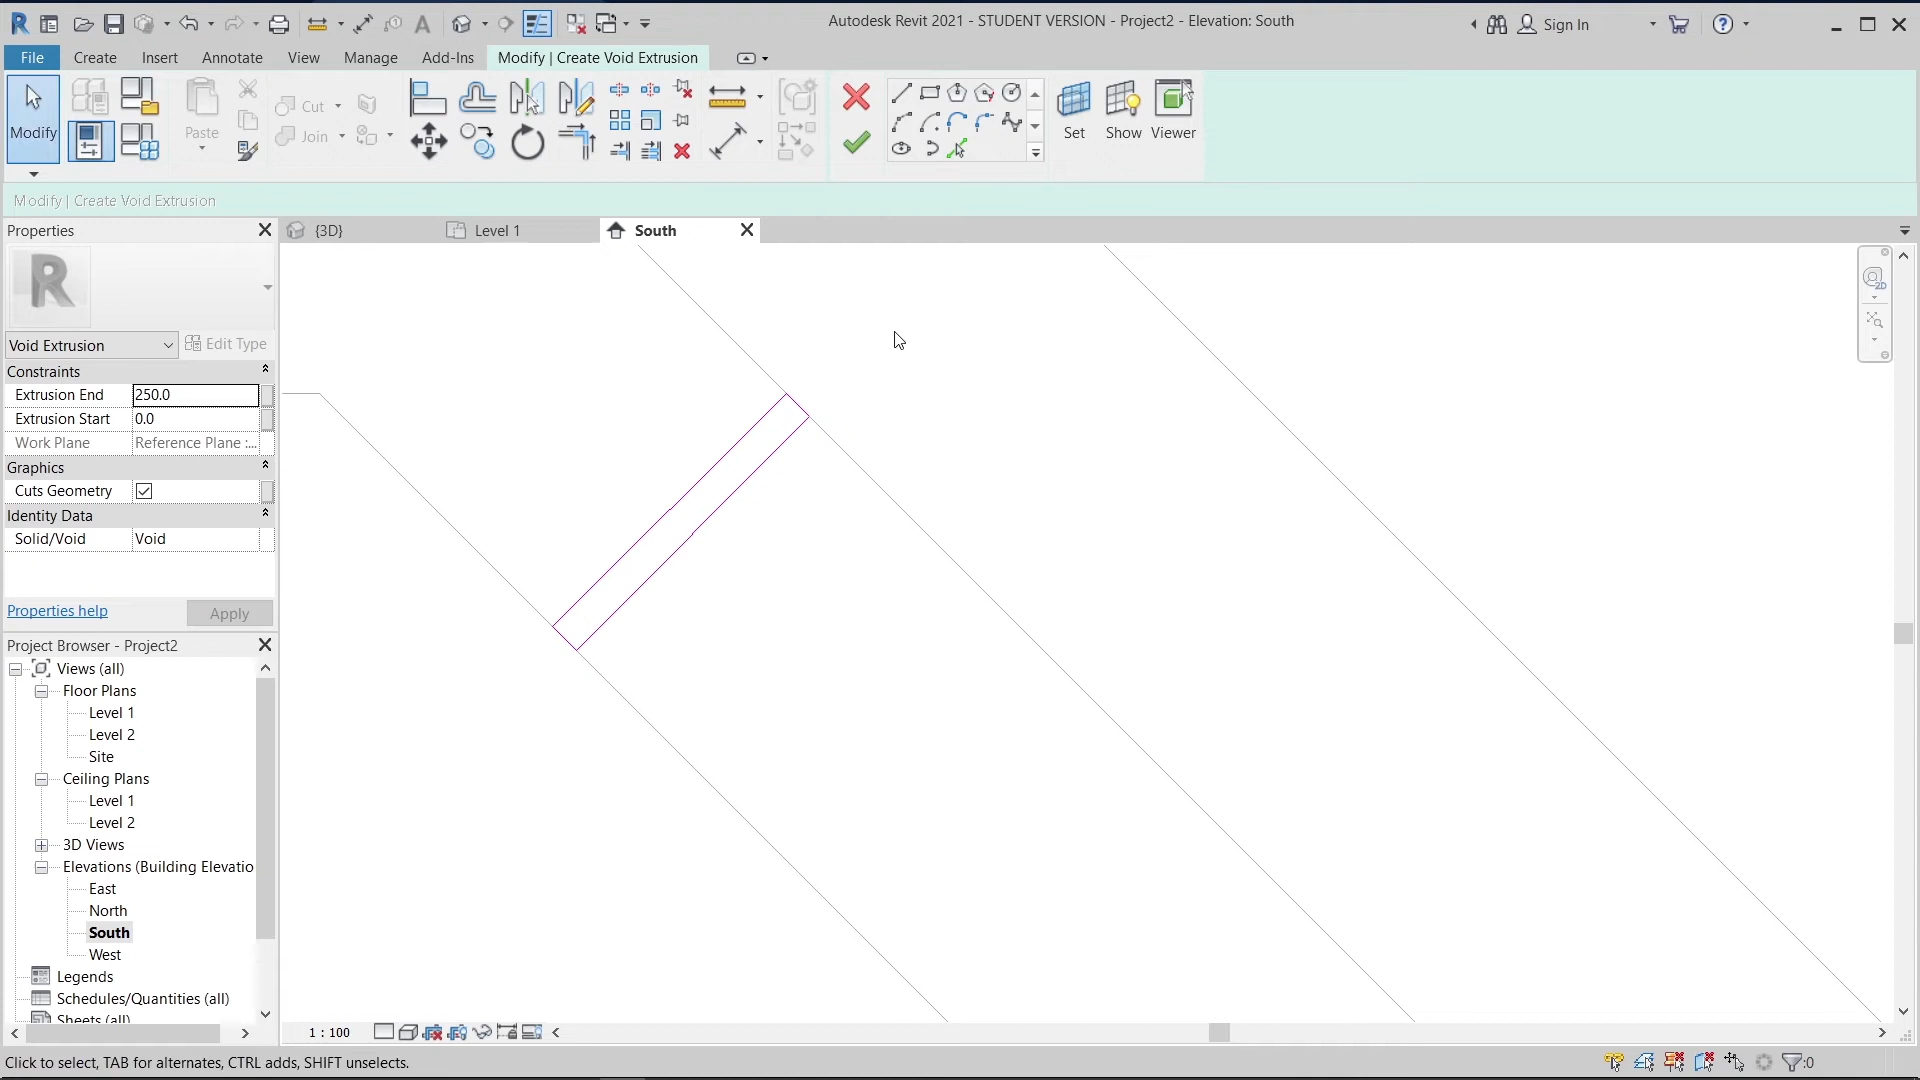 Autodesk Revit 2021 - STUDENT VERSION - Project2 - Elevation: South
Sign In
File
Create
Insert
Annotate
View
Manage
Add-Ins
Modify | Create Void Extrusion
Modify
Paste
Cut
Join
Set
Show
Viewer
Modify | Create Void Extrusion
Properties
{3D}
Level 1
South
R
Void Extrusion
Edit Type
Constraints
Extrusion End 250.0
Extrusion Start 0.0
Work Plane Reference Plane :...
Graphics
Cuts Geometry
Identity Data
Solid/Void Void
Properties help
Apply
Project Browser - Project2
Views (all)
Floor Plans
Level 1
Level 2
Site
Ceiling Plans
Level 1
Level 2
3D Views
Elevations (Building Elevatio
East
North
South
West
Legends
Schedules/Quantities (all)
Sheets (all)
2D
1 : 100
Click to select, TAB for alternates, CTRL adds, SHIFT unselects.
:0